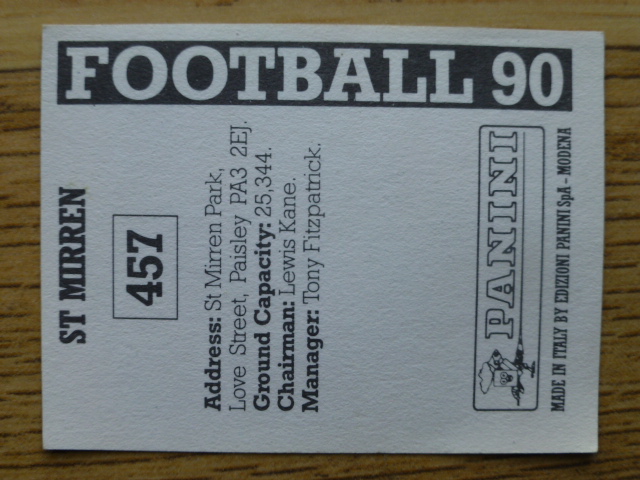 FOOTBALL 90
ST MIRREN
457
Address: St Mirren Park,
Love Street, Paisley PA3 2EJ.
Ground Capacity: 25,344.
Chairman: Lewis Kane.
Manager: Tony Fitzpatrick.
PANINI
MADE IN ITALY BY EDIZIONI PANINI SpA - MODENA